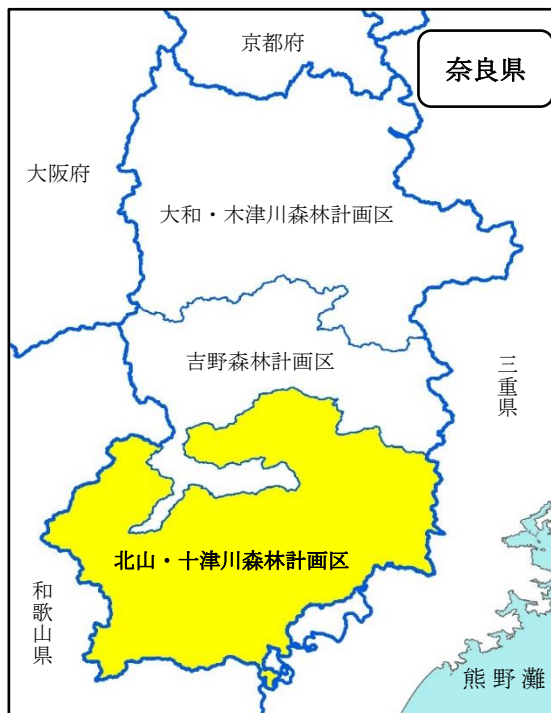 京都府
奈良県
大阪府
大和・木津川森林計画区
吉野森林計画区
三重県
北山・十津川森林計画区
和歌山県
熊野灘